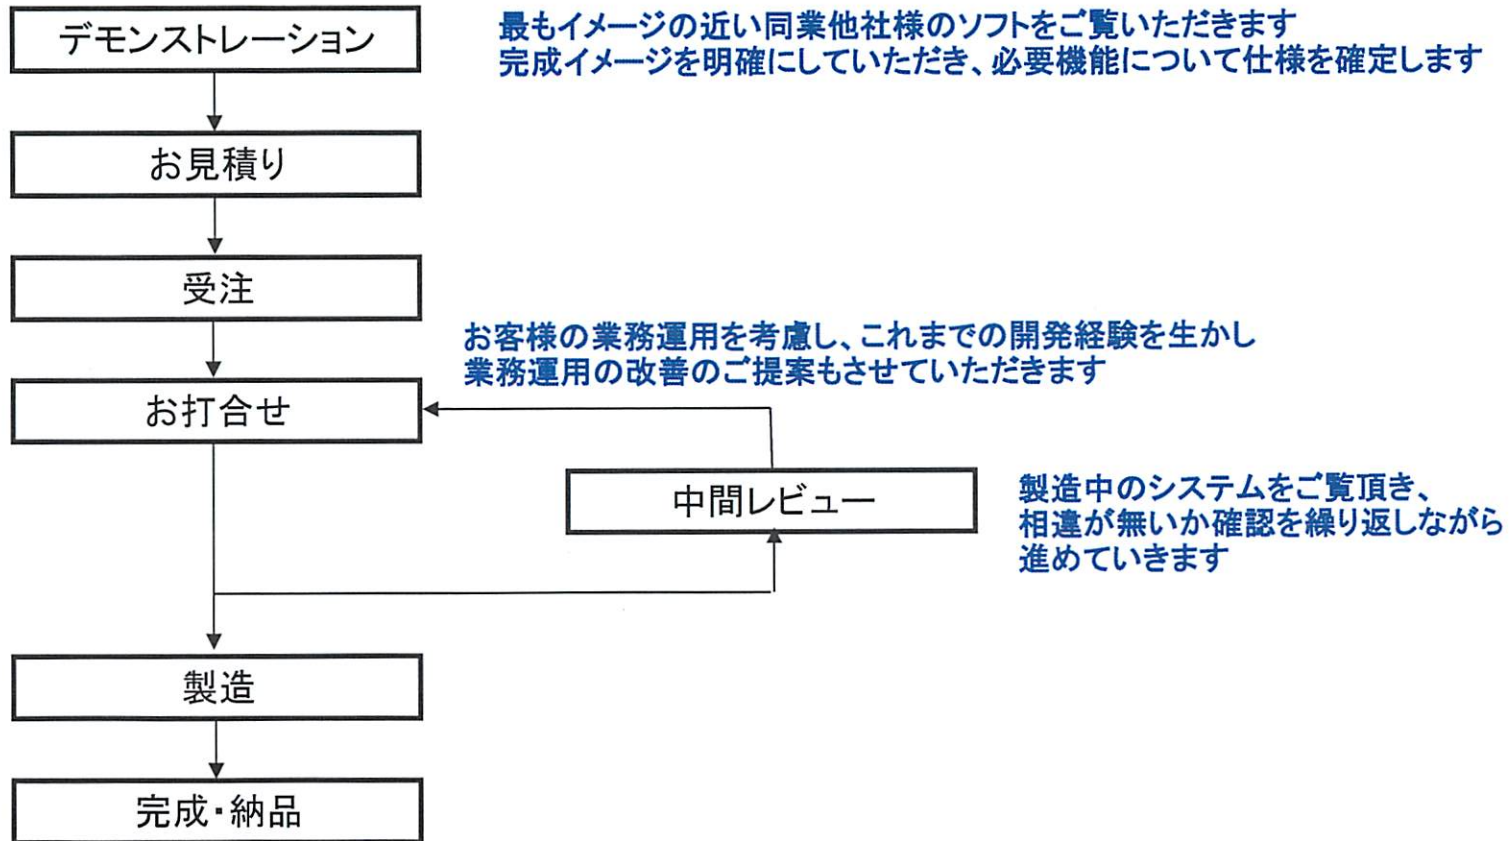 デモンストレーション
最もイメージの近い同業他社様のソフトをご覧いただきます
完成イメージを明確にしていただき、必要機能について仕様を確定します
お見積り
受注
お客様の業務運用を考慮し、これまでの開発経験を生かし
業務運用の改善のご提案もさせていただきます
お打合せ
中間レビュー
製造中のシステムをご覧頂き、
相違が無いか確認を繰り返しながら
進めていきます
製造
完成・納品